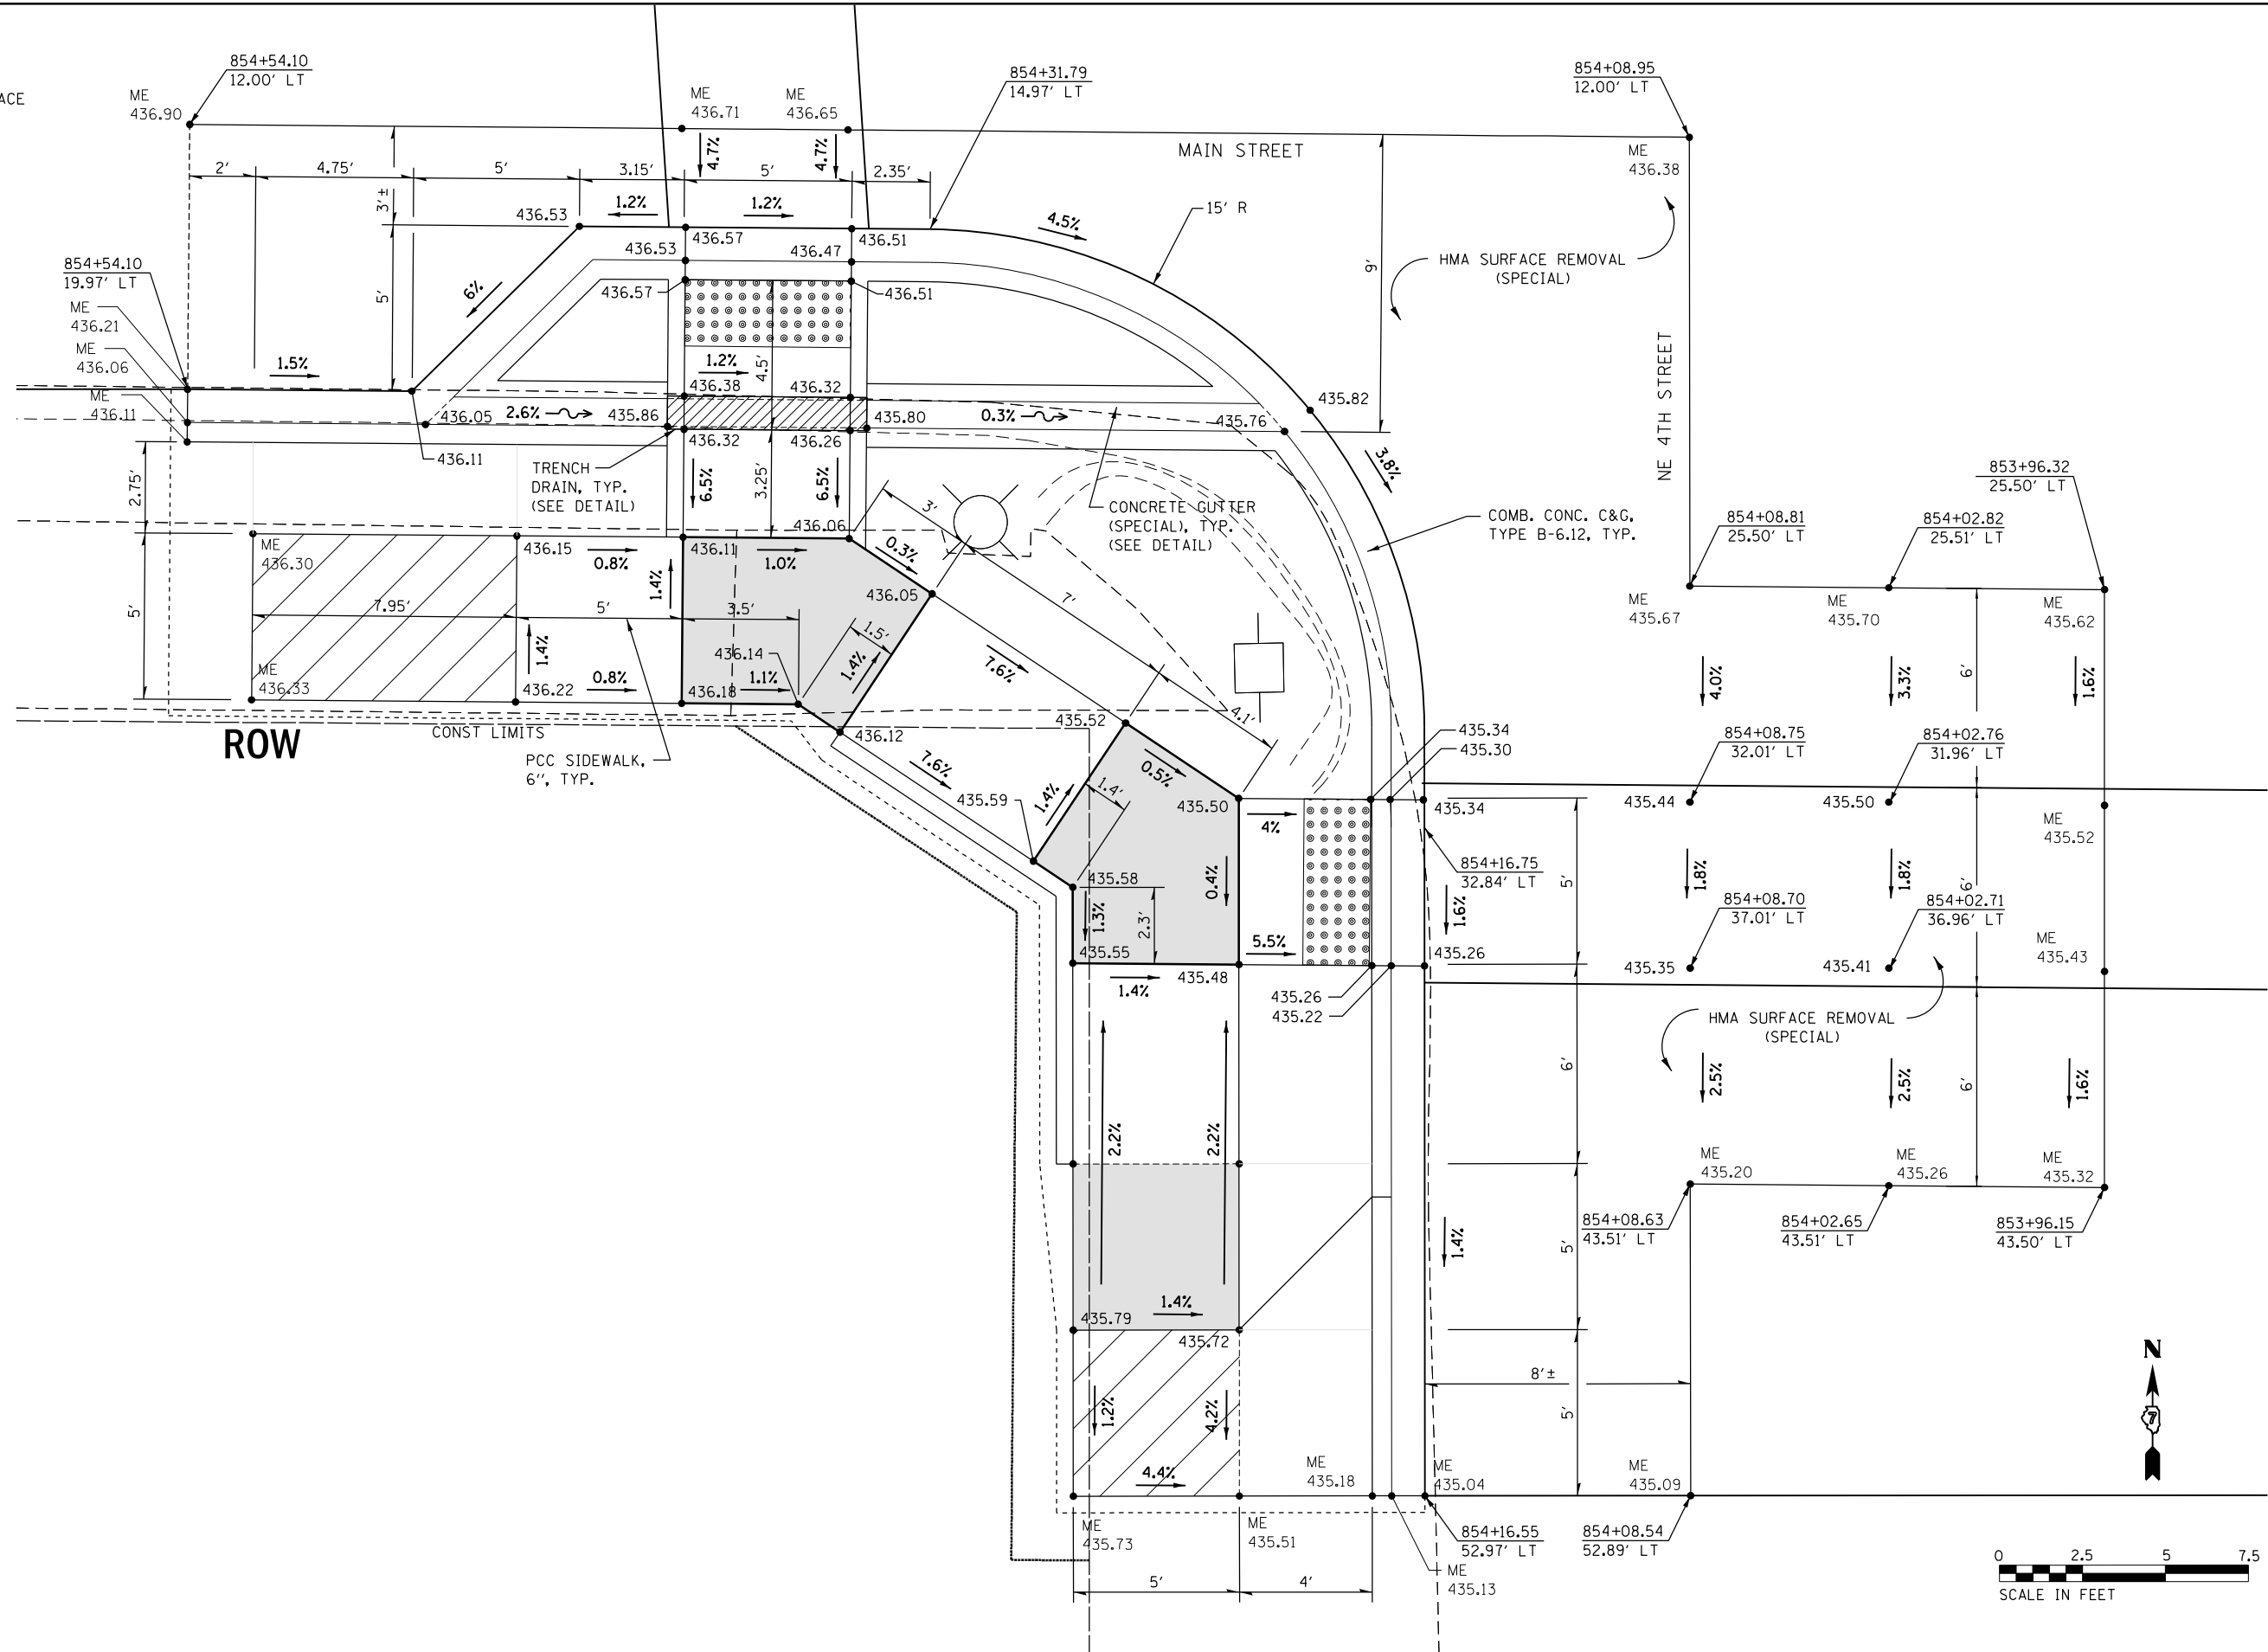 ACE
854+54.10
12.00' LT
ME
436.90
ME
436.71
ME
436.65
854+31.79
14.97' LT
854+08.95
12.00' LT
MAIN STREET
ME
436.38
4.7%
4.7%
2'
4.75'
5'
3.15'
5'
2.35'
3'±
1.2%
1.2%
4.5%
15' R
436.53
436.57
436.51
436.53
436.47
9'
HMA SURFACE REMOVAL
(SPECIAL)
854+54.10
19.97' LT
ME
436.21
ME
436.06
ME
436.11
5'
6%
436.57
436.51
1.5%
1.2%
4.5'
436.38
436.32
NE 4TH STREET
436.05
2.6%
435.86
435.80
0.3%
435.76
435.82
436.32
436.26
436.11
2.75'
TRENCH
DRAIN, TYP.
(SEE DETAIL)
6.5%
3.25'
6.5%
3'
3.8%
853+96.32
25.50' LT
CONCRETE GUTTER
(SPECIAL), TYP.
(SEE DETAIL)
COMB. CONC. C&G,
TYPE B-6.12, TYP.
854+08.81
25.50' LT
854+02.82
25.51' LT
ME
436.30
436.15
0.8%
1.4%
436.11
1.0%
436.06
0.3%
436.05
5'
7.95'
5'
3.5'
1.5'
7'
ME
435.67
ME
435.70
ME
435.62
ME
436.33
1.4%
436.22
0.8%
436.18
1.1%
436.14
1.4%
7.6%
4.0%
3.3%
6'
1.6%
ROW
CONST LIMITS
PCC SIDEWALK,
6", TYP.
436.12
7.6%
435.52
4.1'
435.34
435.30
854+08.75
32.01' LT
854+02.76
31.96' LT
435.59
1.4%
1.4'
0.5%
435.50
4%
435.34
435.44
435.50
ME
435.52
854+16.75
32.84' LT
435.58
1.3%
2.3'
0.4%
5'
1.6%
1.8%
1.8%
6'
854+08.70
37.01' LT
854+02.71
36.96' LT
435.55
1.4%
435.48
5.5%
435.26
435.35
435.41
ME
435.43
435.26
435.22
HMA SURFACE REMOVAL
(SPECIAL)
2.2%
2.2%
6'
2.5%
2.5%
6'
1.6%
ME
435.20
ME
435.26
ME
435.32
5'
1.4%
854+08.63
43.51' LT
854+02.65
43.51' LT
853+96.15
43.50' LT
435.79
1.4%
435.72
8'±
5'
1.2%
4.2%
N
7
4.4%
ME
435.18
ME
435.04
ME
435.09
ME
435.73
ME
435.51
854+16.55
52.97' LT
854+08.54
52.89' LT
ME
435.13
5'
4'
0 2.5 5 7.5
SCALE IN FEET